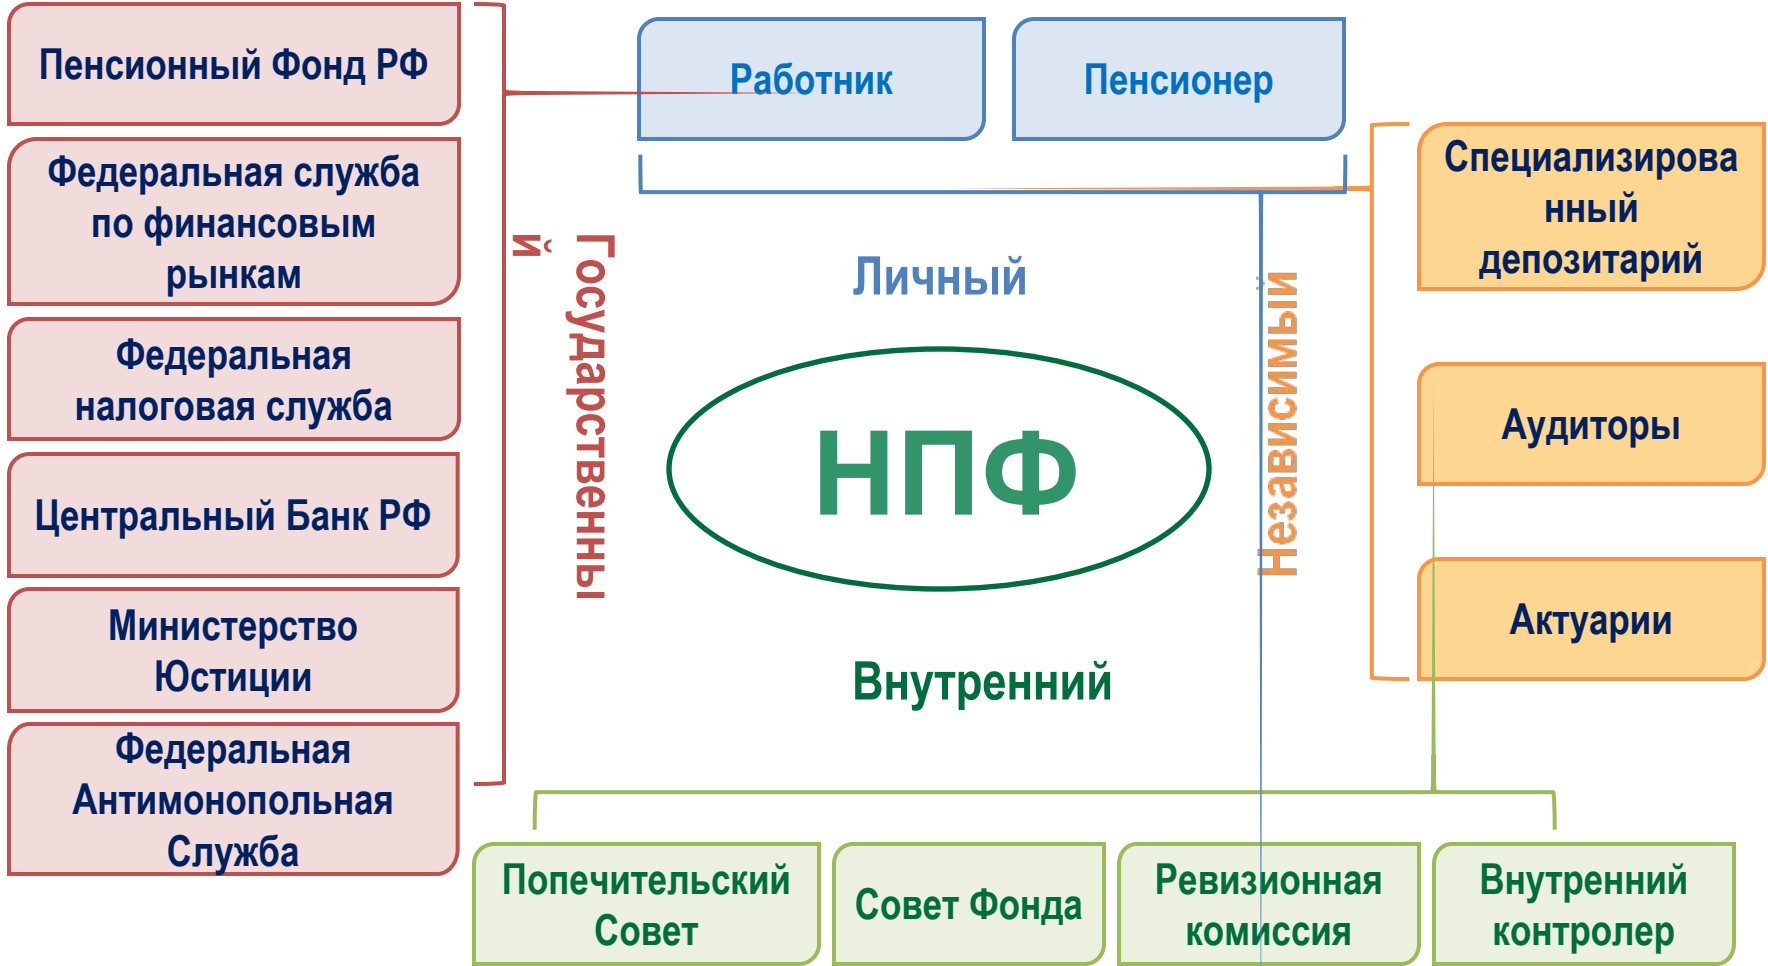 Пенсионный Фонд РФ
Федеральная служба
по финансовым
рынкам
Федеральная
налоговая служба
Центральный Банк РФ
Министерство
Юстиции
Федеральная
Антимонопольная
Служба
Государственны
й
Работник
Пенсионер
Личный
НПФ
Внутренний
Независимый
Специализирова
нный
депозитарий
Аудиторы
Актуарии
Попечительский
Совет
Совет Фонда
Ревизионная
комиссия
Внутренний
контролер